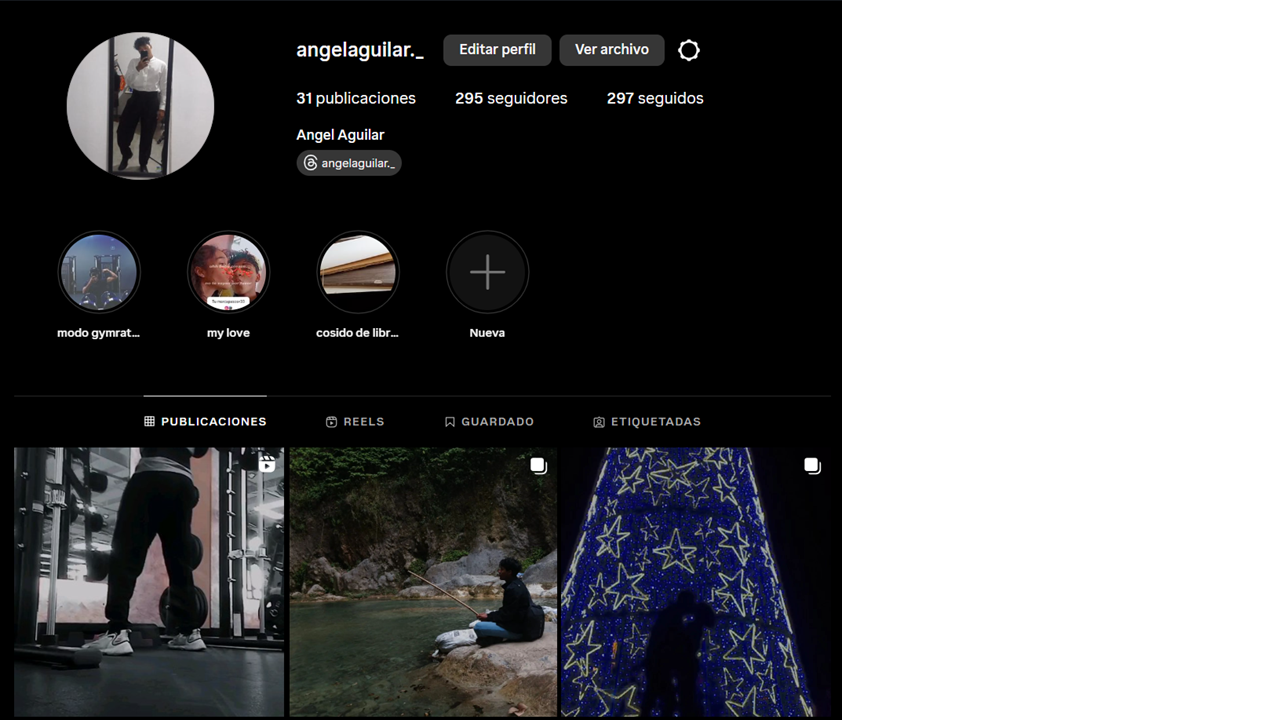 angelaguilar._ Editar perfil Ver archivo
31 publicaciones 295 seguidores 297 seguidos
Angel Aguilar
angelaguilar._
modo gymrat... my love cosido de libr... Nueva
PUBLICACIONES REELS GUARDADO ETIQUETADAS